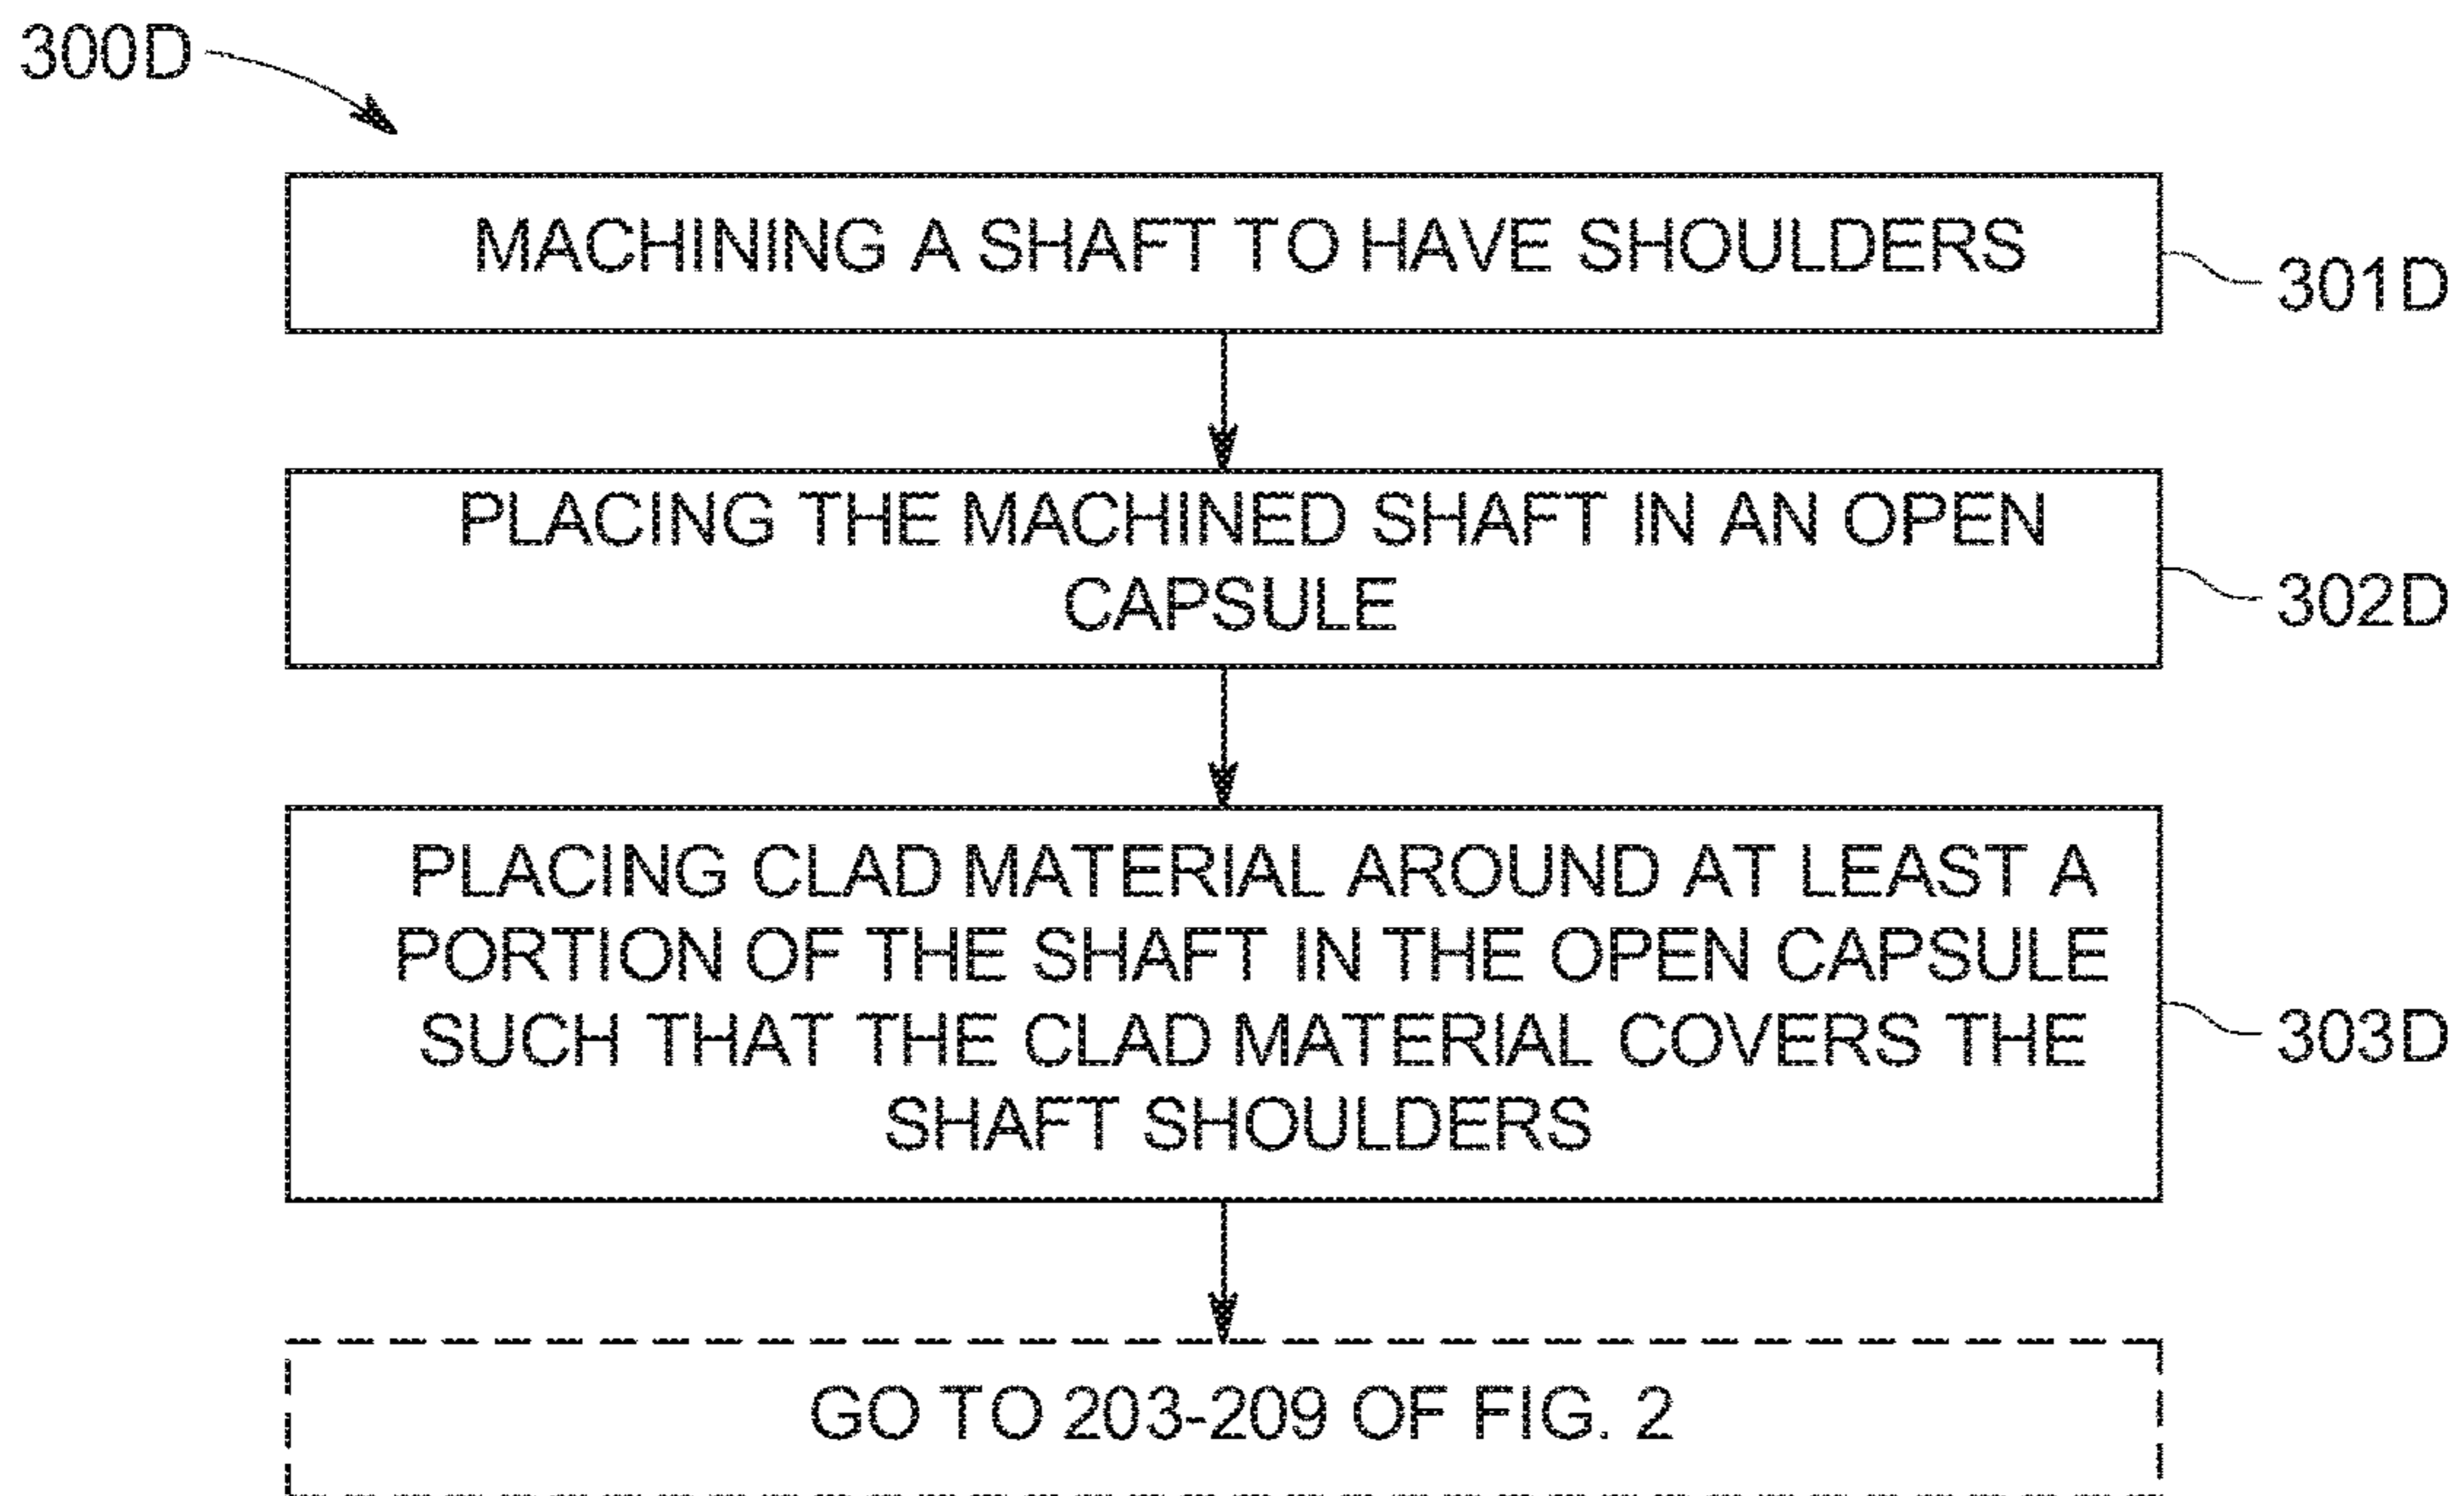 300D
MACHINING A SHAFT TO HAVE SHOULDERS
301D
PLACING THE MACHINED SHAFT IN AN OPEN
CAPSULE
302D
PLACING CLAD MATERIAL AROUND AT LEAST A
PORTION OF THE SHAFT IN THE OPEN CAPSULE
SUCH THAT THE CLAD MATERIAL COVERS THE
SHAFT SHOULDERS
303D
GO TO 203-209 OF FIG. 2